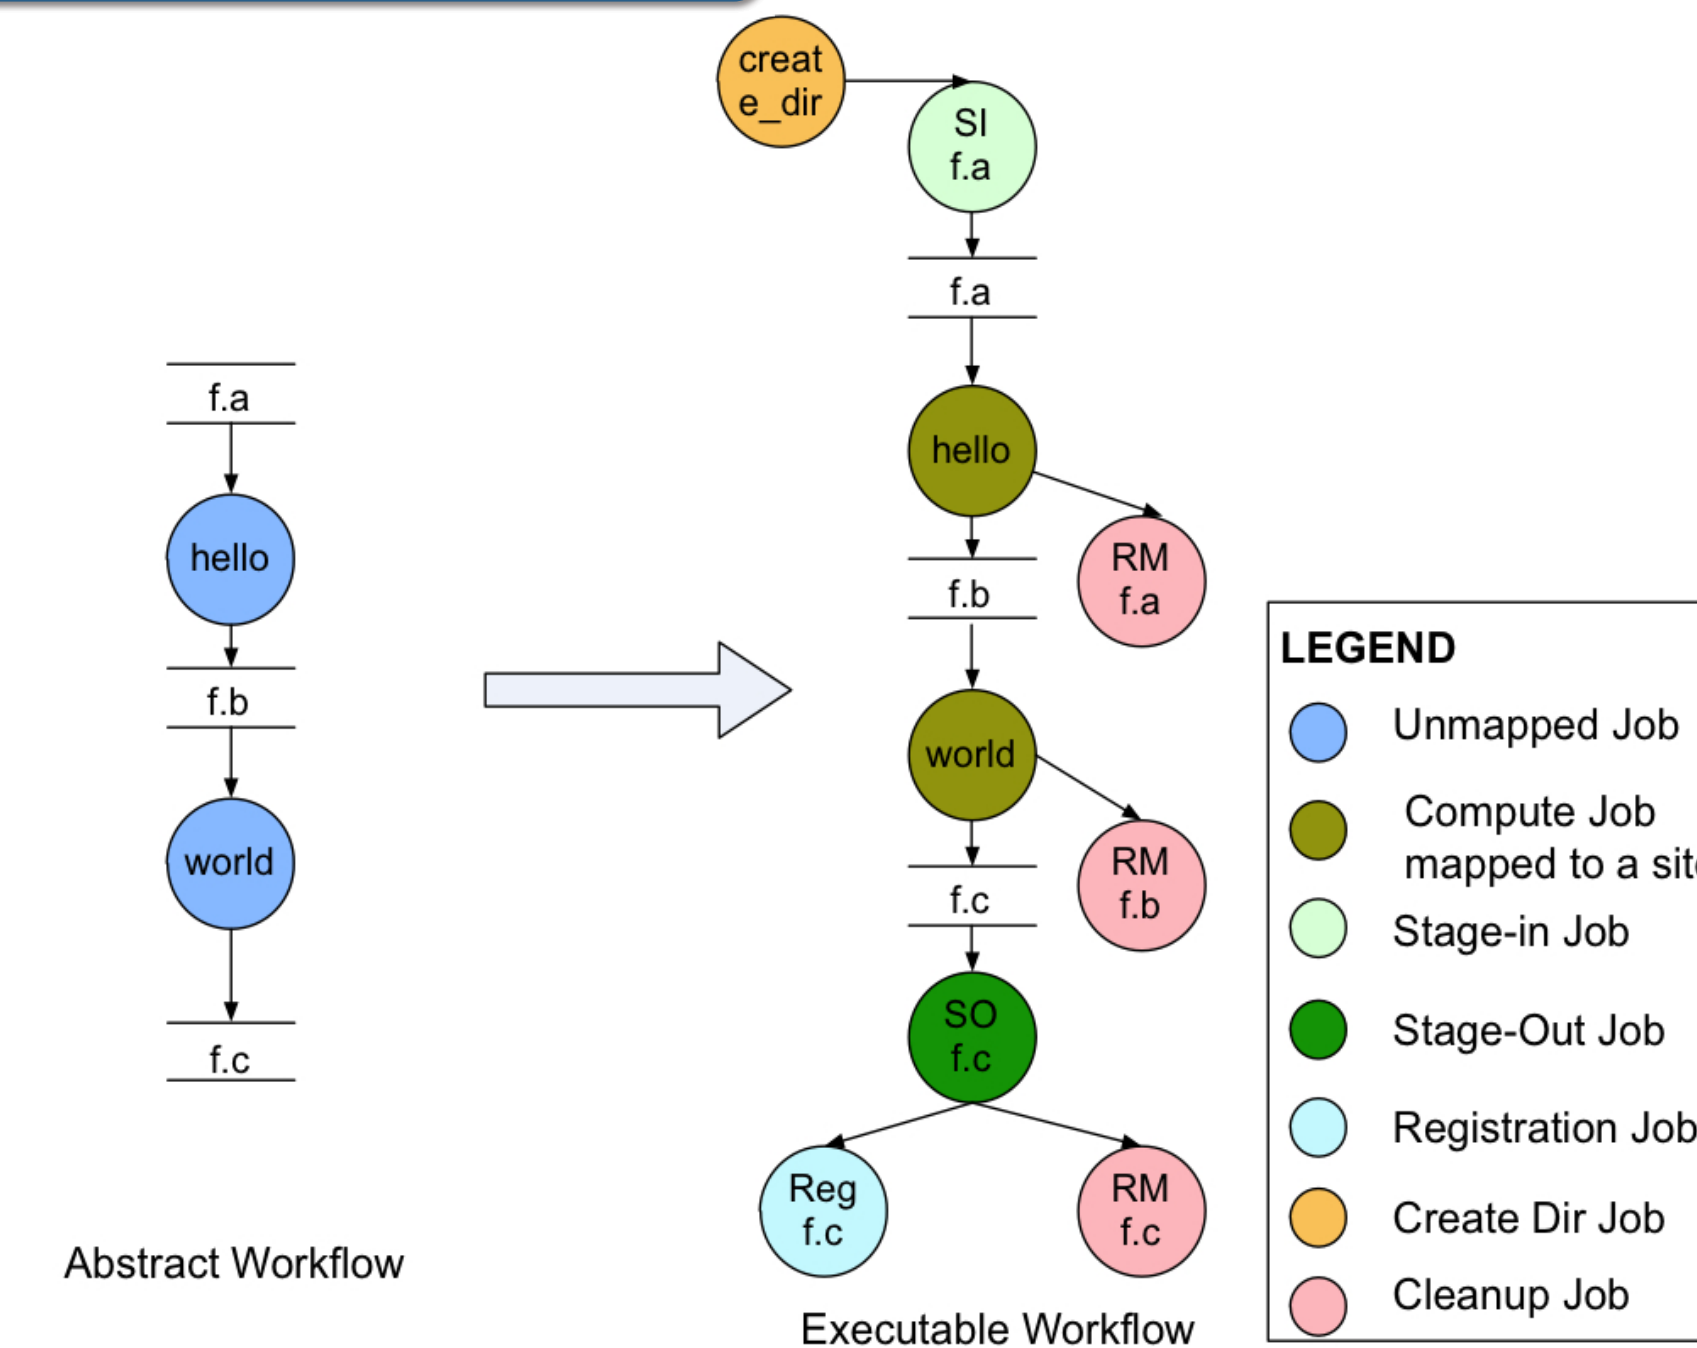 f.a
hello
f.b
world
f.c
Abstract Workflow
creat
e_dir
SI
f.a
f.a
hello
RM
f.a
f.b
world
RM
f.b
f.c
SO
f.c
Reg
f.c
RM
f.c
Executable Workflow
LEGEND
Unmapped Job
Compute Job
mapped to a
Stage-in Job
Stage-Out Job
Registration Job
Create Dir Job
Cleanup Job